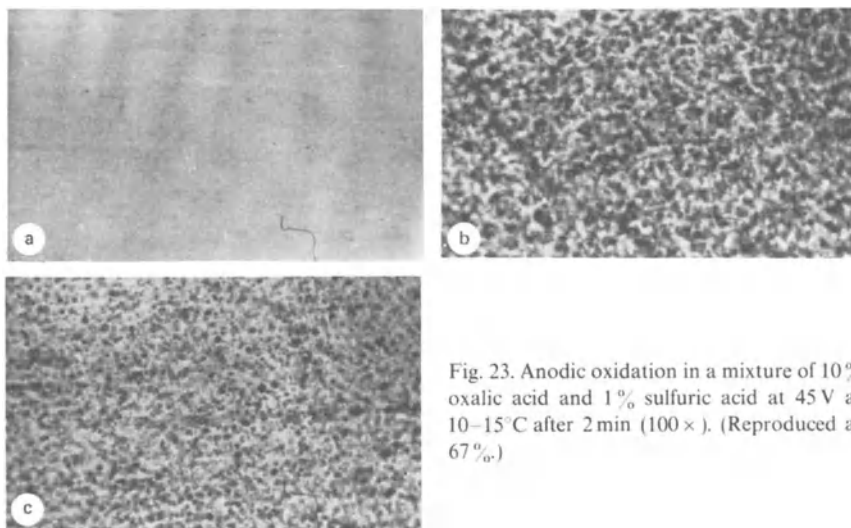 a
b
c
Fig. 23. Anodic oxidation in a mixture of 10%
oxalic acid and 1% sulfuric acid at 45 V a
10–15°C after 2 min (100 ×). (Reproduced a
67%.)